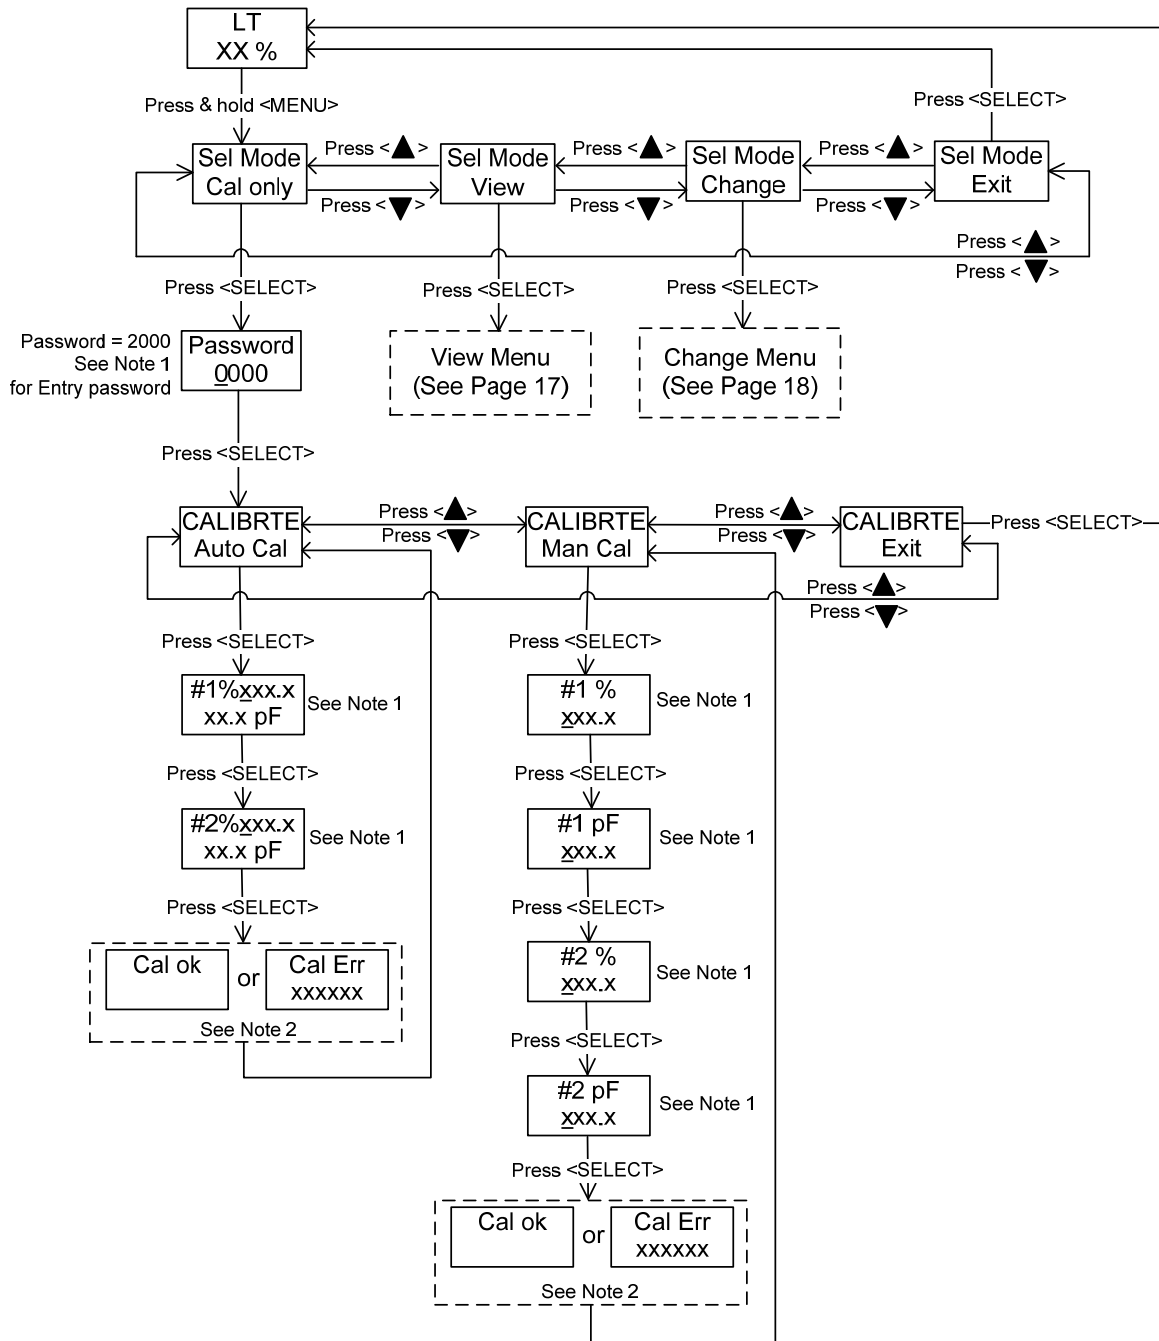 LT
XX %
Press & hold <MENU>
Press <SELECT>
Sel Mode
Cal only
Press <▲>
Press <▼>
Sel Mode
View
Press <▲>
Press <▼>
Sel Mode
Change
Press <▲>
Press <▼>
Sel Mode
Exit
Press <▲>
Press <▼>
Press <SELECT>
Press <SELECT>
Press <SELECT>
Password = 2000
See Note 1
for Entry password
Password
0000
View Menu
(See Page 17)
Change Menu
(See Page 18)
Press <SELECT>
CALIBRTE
Auto Cal
Press <▲>
Press <▼>
CALIBRTE
Man Cal
Press <▲>
Press <▼>
CALIBRTE
Exit
Press <SELECT>
Press <▲>
Press <▼>
Press <SELECT>
#1%xxx.x
xx.x pF
See Note 1
Press <SELECT>
#2%xxx.x
xx.x pF
See Note 1
Press <SELECT>
Cal ok
or
Cal Err
xxxxxx
See Note 2
Press <SELECT>
#1 %
xxx.x
See Note 1
Press <SELECT>
#1 pF
xxx.x
See Note 1
Press <SELECT>
#2 %
xxx.x
See Note 1
Press <SELECT>
#2 pF
xxx.x
See Note 1
Press <SELECT>
Cal ok
or
Cal Err
xxxxxx
See Note 2